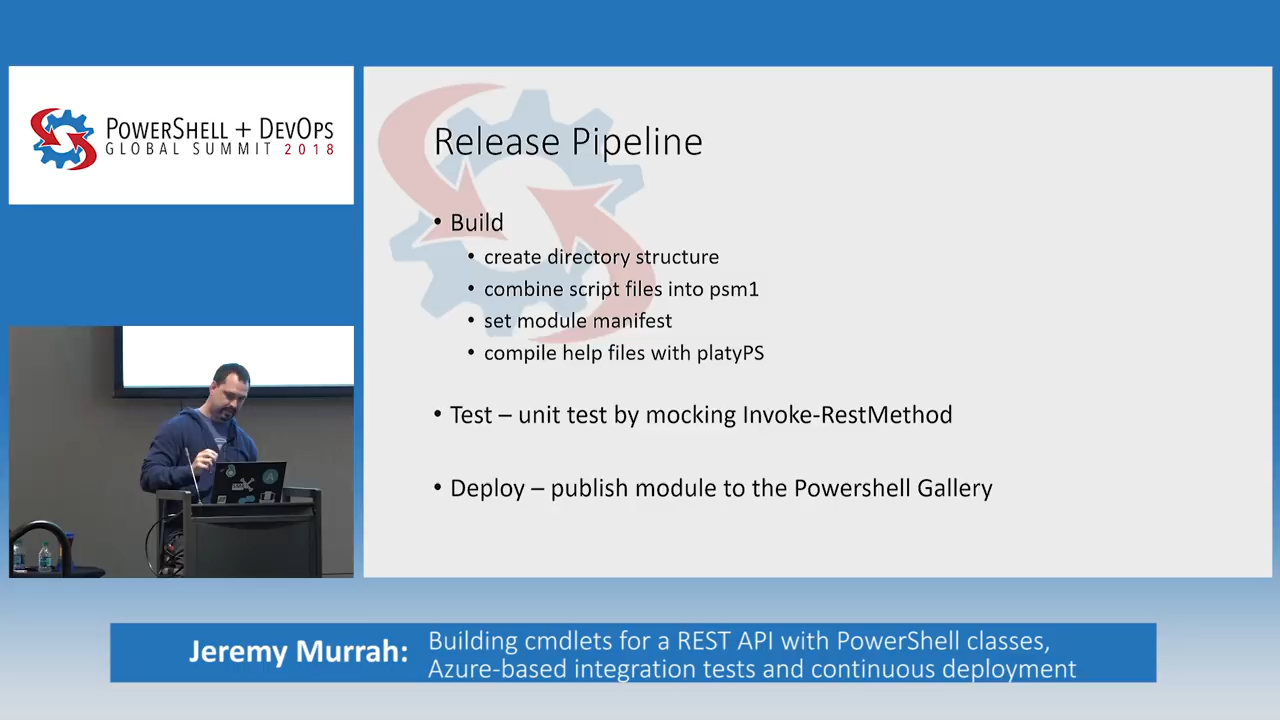 POWERSHELL + DEVOPS
GLOBAL SUMMIT 2018
Release Pipeline
• Build
• create directory structure
• combine script files into psm1
• set module manifest
• compile help files with platyPS
• Test – unit test by mocking Invoke-RestMethod
• Deploy – publish module to the Powershell Gallery
Jeremy Murrah:
Building cmdlets for a REST API with PowerShell classes,
Azure-based integration tests and continuous deployment